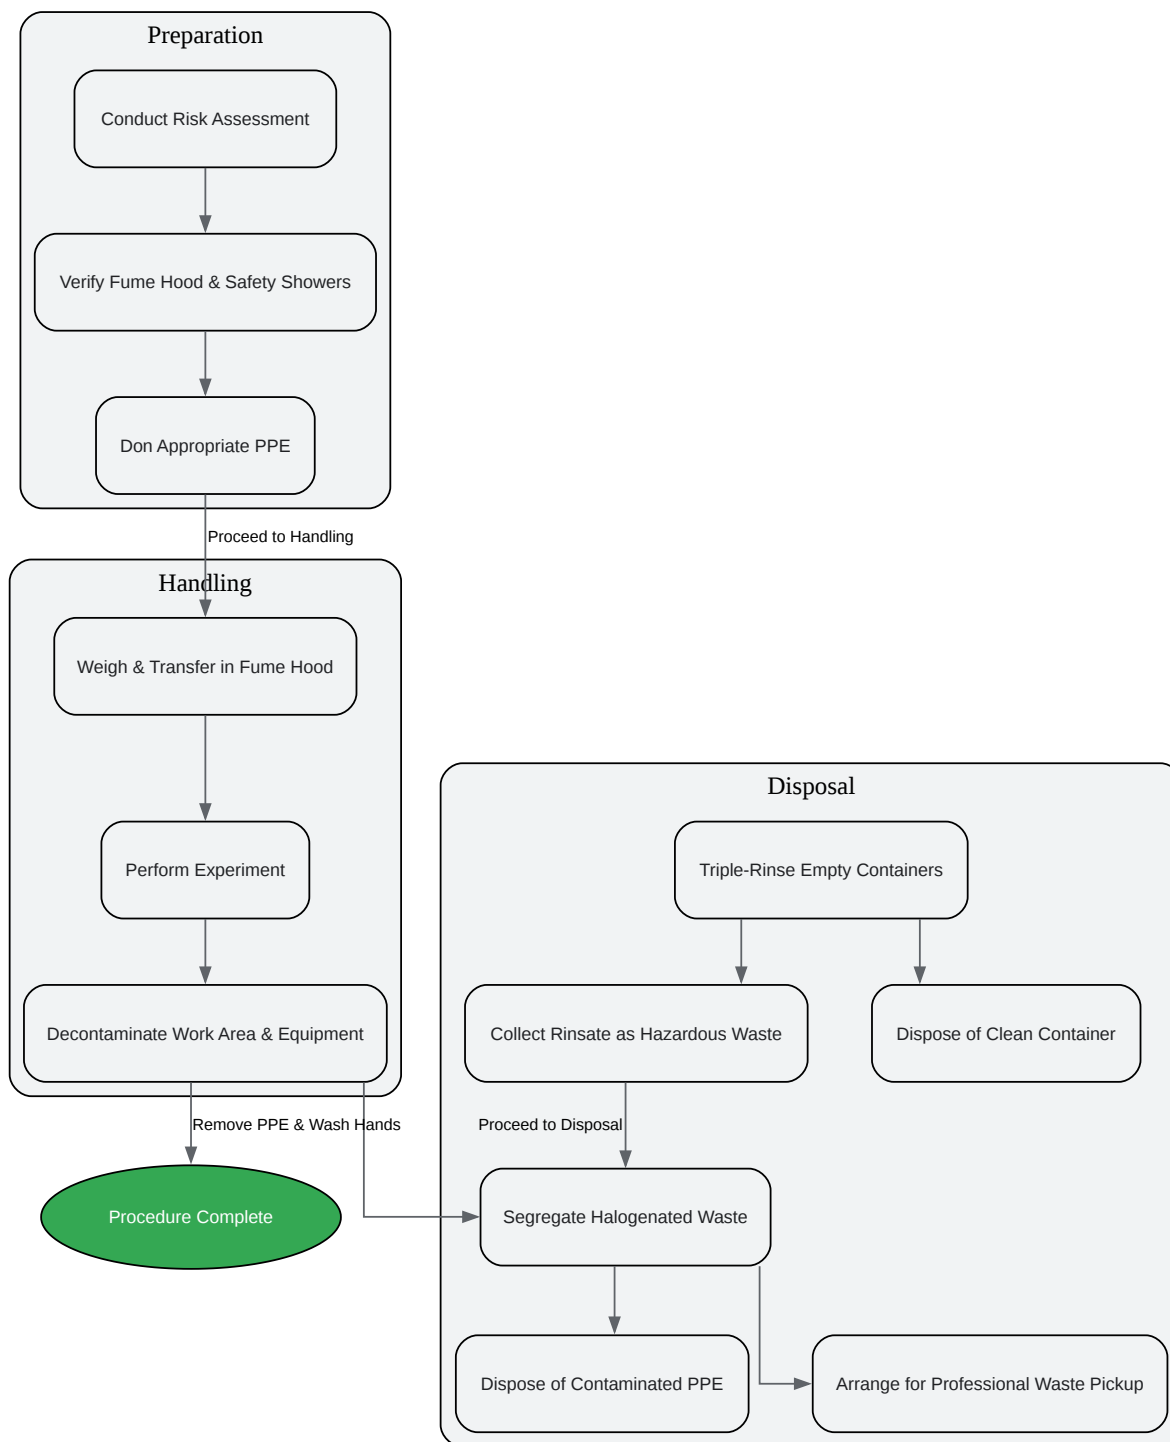 Preparation
Conduct Risk Assessment
Verify Fume Hood & Safety Showers
Don Appropriate PPE
Proceed to Handling
Handling
Weigh & Transfer in Fume Hood
Perform Experiment
Decontaminate Work Area & Equipment
Remove PPE & Wash Hands
Procedure Complete
Disposal
Triple-Rinse Empty Containers
Collect Rinsate as Hazardous Waste
Dispose of Clean Container
Proceed to Disposal
Segregate Halogenated Waste
Dispose of Contaminated PPE
Arrange for Professional Waste Pickup